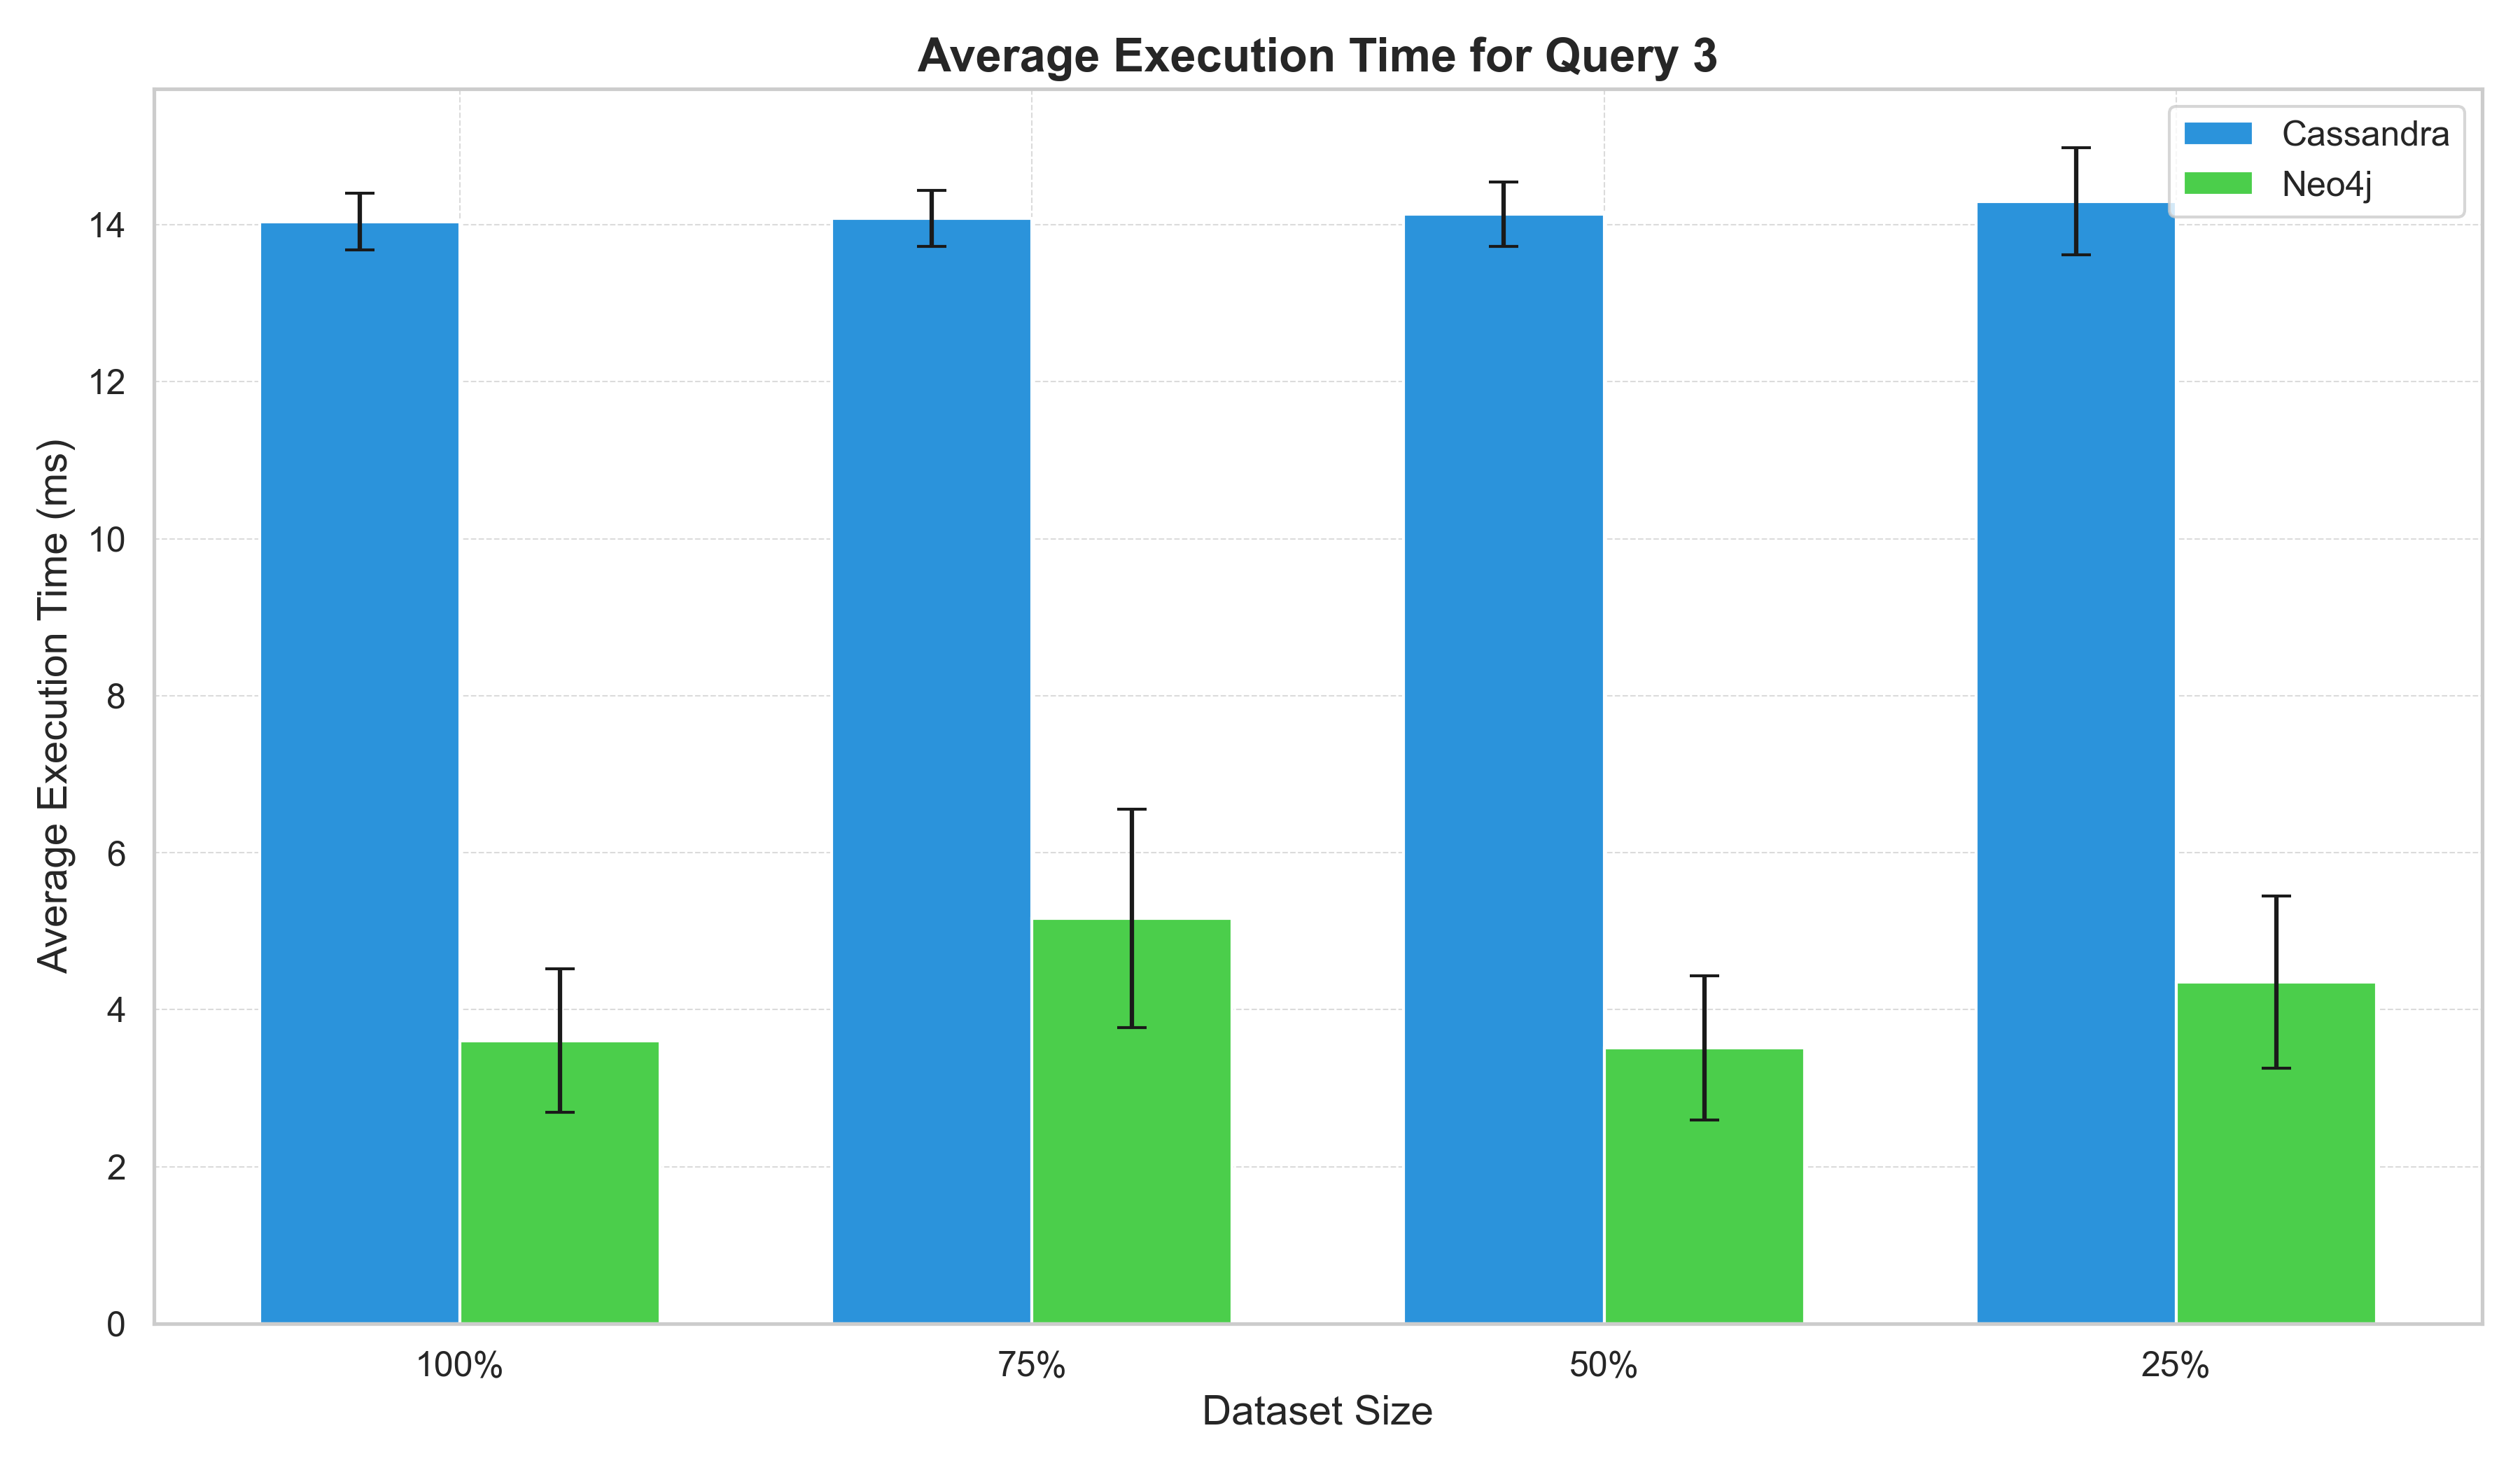 Average Execution Time for Query 3
Cassandra
Neo4j
Average Execution Time (ms)
14
12
10
8
6
4
2
0
100%
75%
50%
25%
Dataset Size